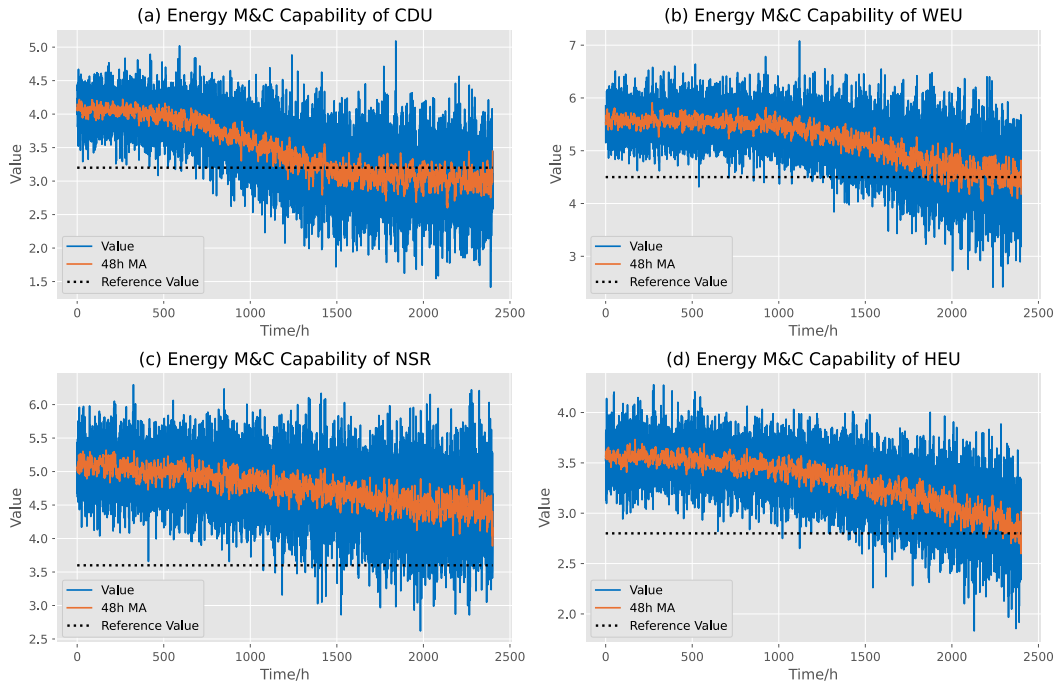 (a) Energy M&C Capability of CDU
5.0
4.5
4.0
3.5
3.0
2.5
2.0
1.5
Value
Value
48h MA
Reference Value
0
500
1000
1500
2000
2500
Time/h
(b) Energy M&C Capability of WEU
7
6
5
4
3
Value
Value
48h MA
Reference Value
0
500
1000
1500
2000
2500
Time/h
(c) Energy M&C Capability of NSR
6.0
5.5
5.0
4.5
4.0
3.5
3.0
2.5
Value
Value
48h MA
Reference Value
0
500
1000
1500
2000
2500
Time/h
(d) Energy M&C Capability of HEU
4.0
3.5
3.0
2.5
2.0
Value
Value
48h MA
Reference Value
0
500
1000
1500
2000
2500
Time/h